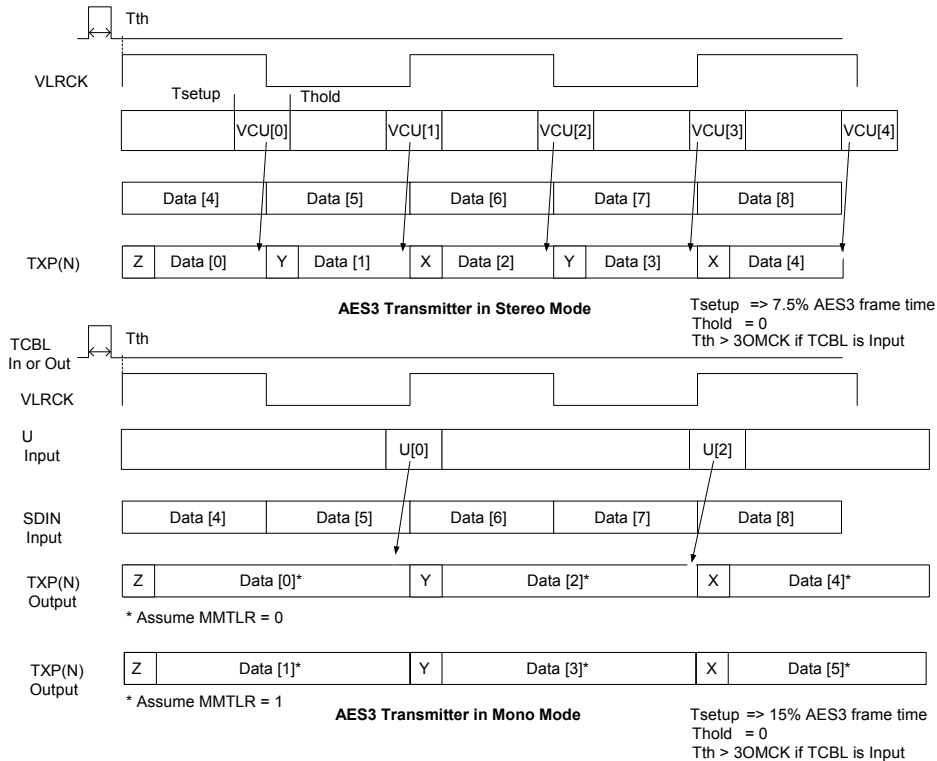 Tth
VLRCK
Tsetup Thold
VCU[0] VCU[1] VCU[2] VCU[3] VCU[4]
Data [4] Data [5] Data [6] Data [7] Data [8]
TXP(N) Z Data [0] Y Data [1] X Data [2] Y Data [3] X Data [4]
AES3 Transmitter in Stereo Mode
Tsetup => 7.5% AES3 frame time
Thold = 0
Tth > 3OMCK if TCBL is Input
TCBL
In or Out
Tth
VLRCK
U
Input
U[0] U[2]
SDIN
Input
Data [4] Data [5] Data [6] Data [7] Data [8]
TXP(N)
Output
Z Data [0]* Y Data [2]* X Data [4]*
* Assume MMTLR = 0
TXP(N)
Output
Z Data [1]* Y Data [3]* X Data [5]*
* Assume MMTLR = 1
AES3 Transmitter in Mono Mode
Tsetup => 15% AES3 frame time
Thold = 0
Tth > 3OMCK if TCBL is Input